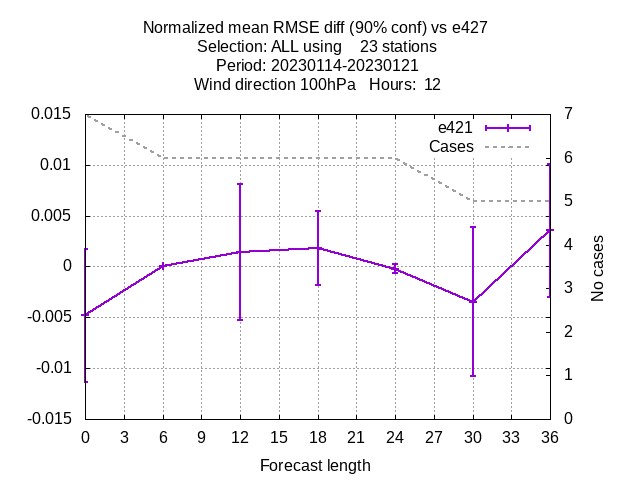 Normalized mean RMSE diff (90% conf) vs e427
Selection: ALL using    23 stations
Period: 20230114-20230121
Wind direction 100hPa   Hours:  12
0.015
0.01
0.005
0
-0.005
-0.01
-0.015
7
6
5
4
3
2
1
0
e421
Cases
No cases
0 3 6 9 12 15 18 21 24 27 30 33 36
Forecast length